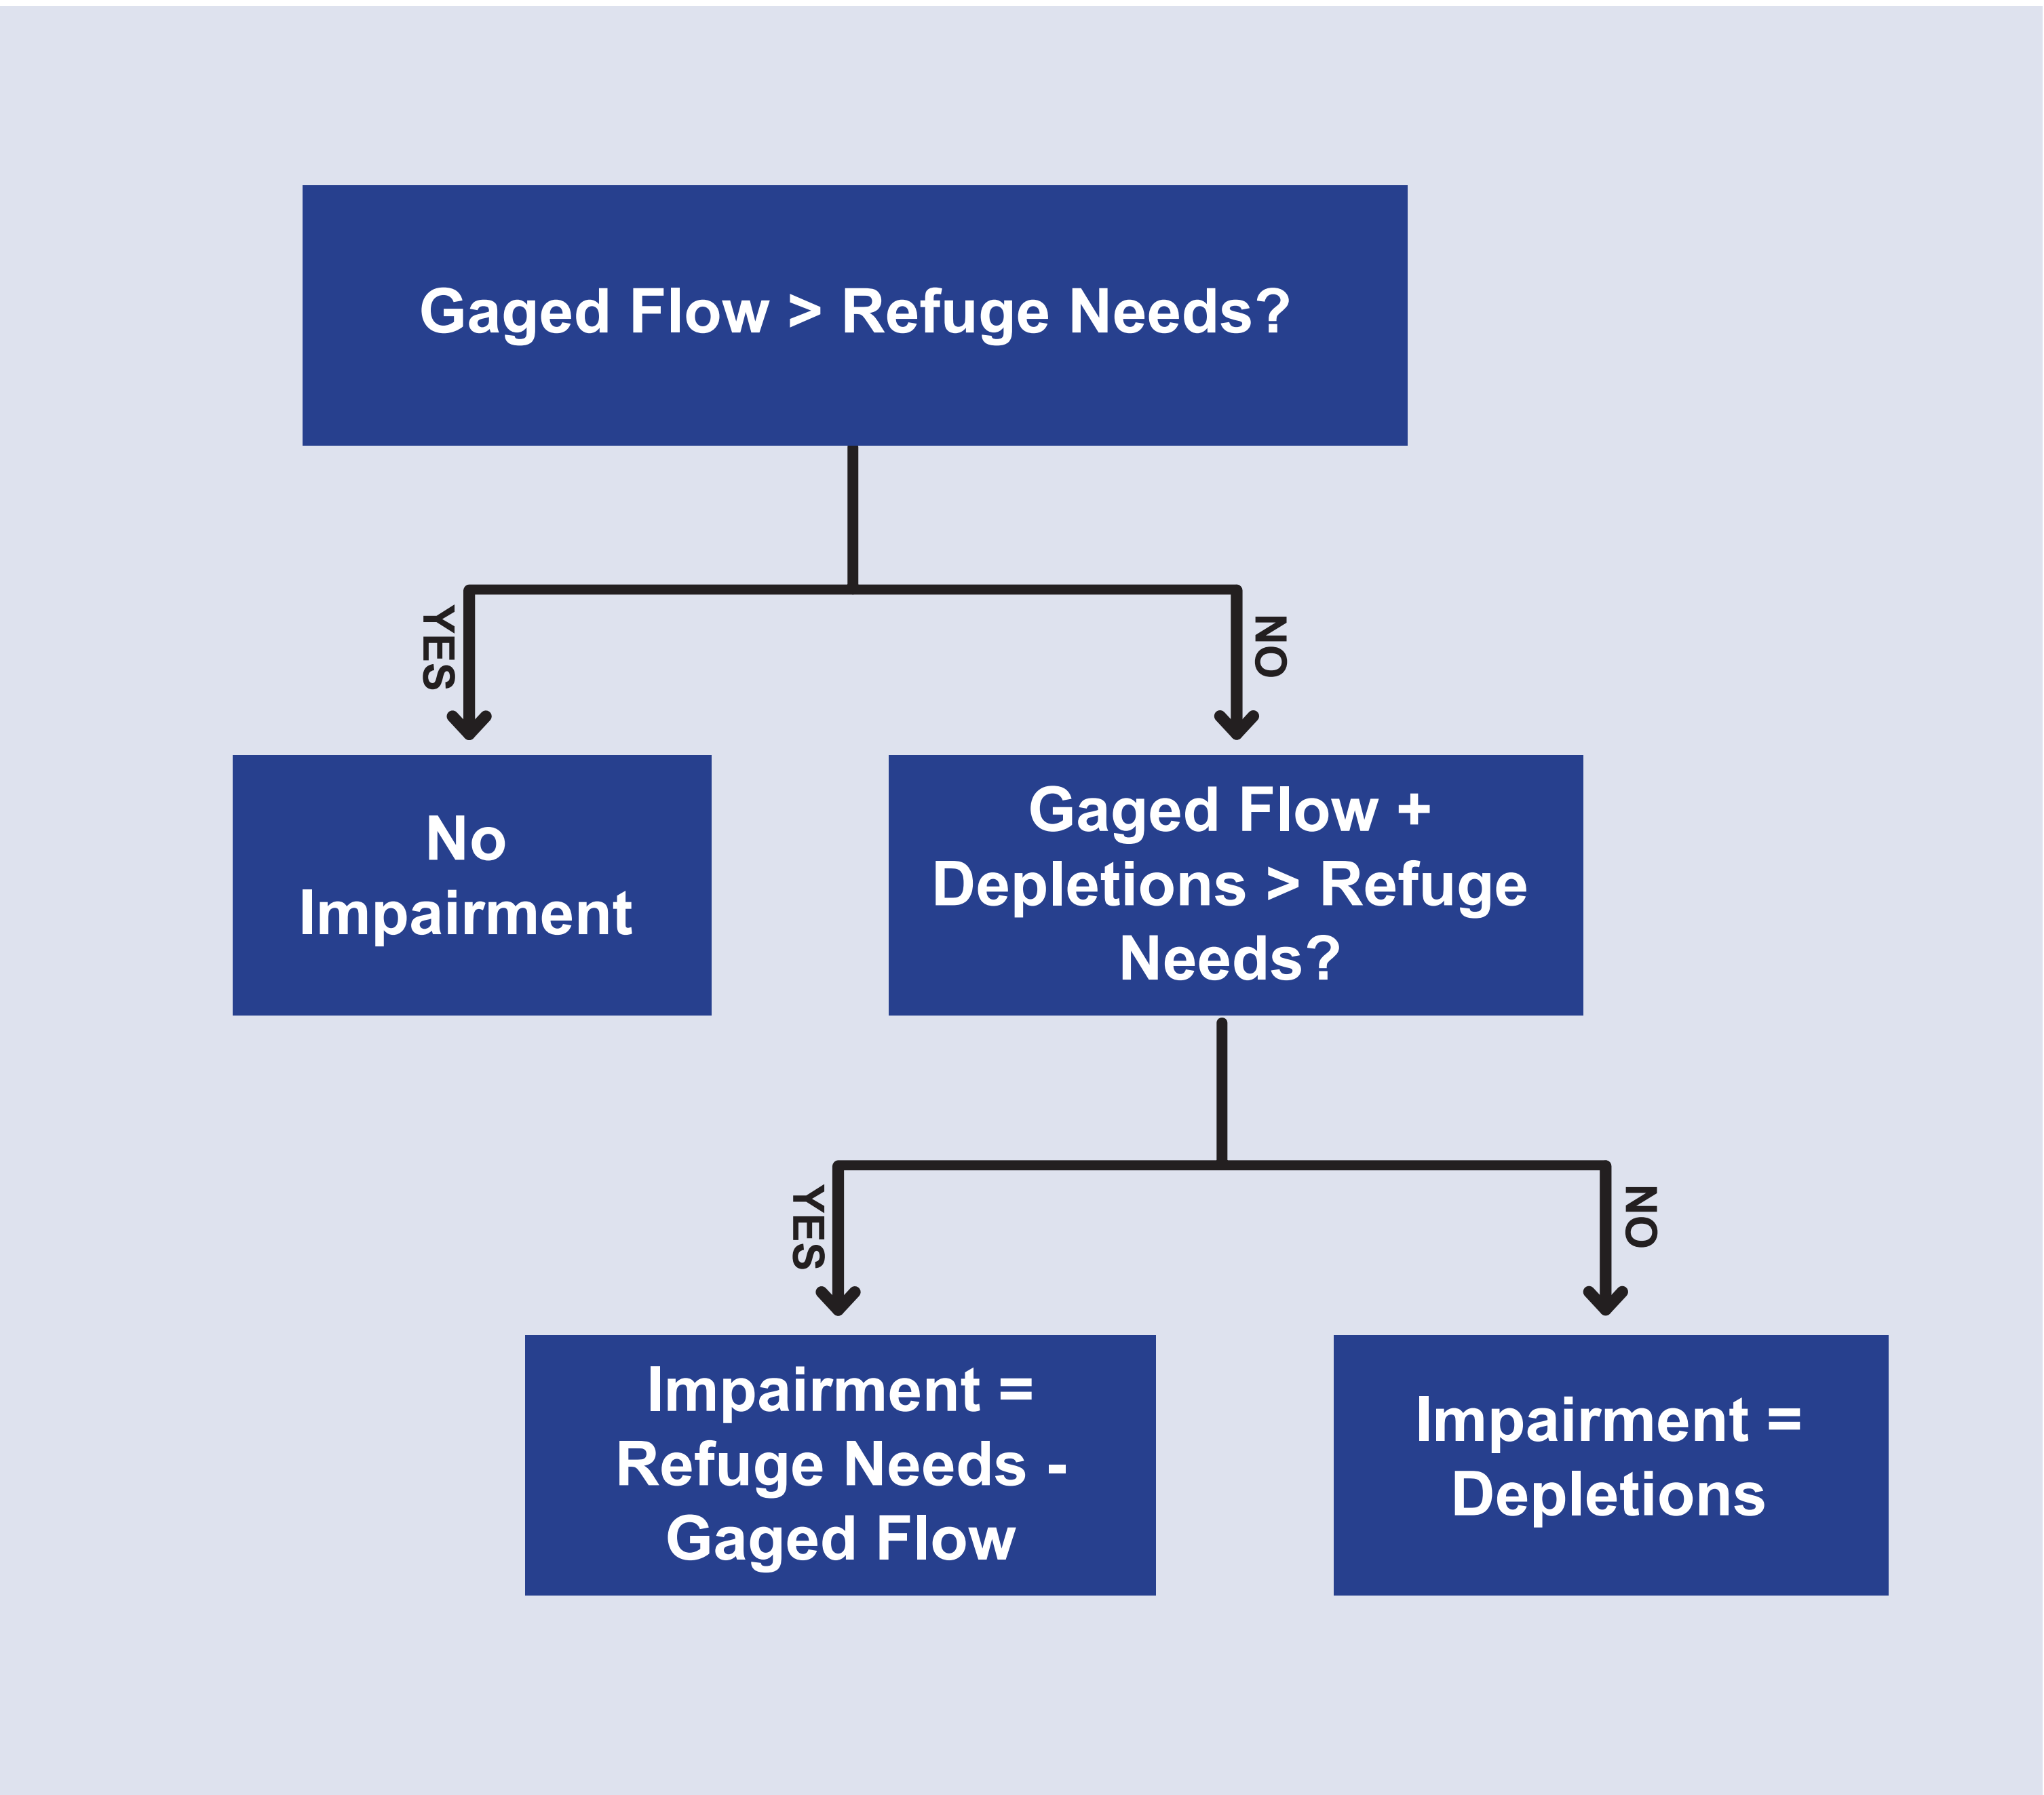 Gaged Flow > Refuge Needs?
YES
NO
No
Impairment
Gaged Flow +
Depletions > Refuge
Needs?
YES
NO
Impairment =
Refuge Needs -
Gaged Flow
Impairment =
Depletions